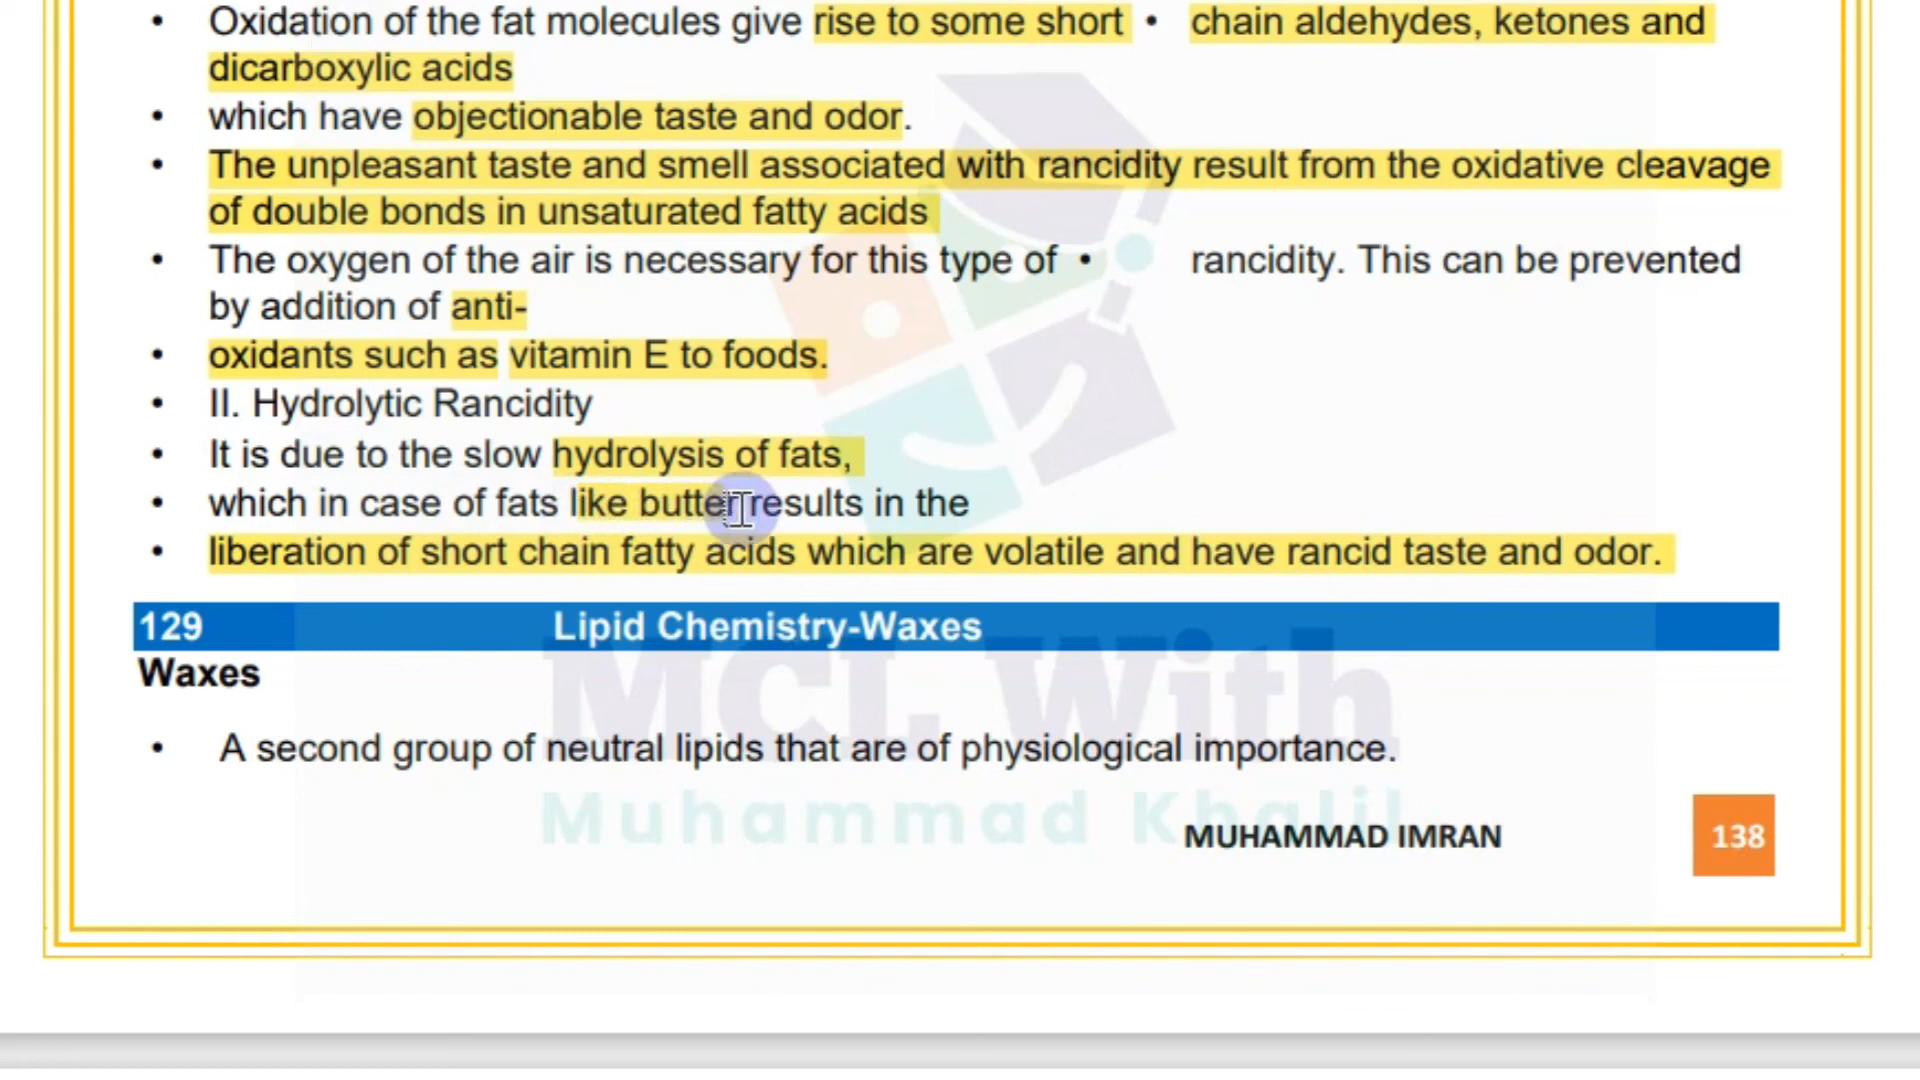 • Oxidation of the fat molecules give rise to some short • chain aldehydes, ketones and
dicarboxylic acids
• which have objectionable taste and odor.
• The unpleasant taste and smell associated with rancidity result from the oxidative cleavage
of double bonds in unsaturated fatty acids
• The oxygen of the air is necessary for this type of • rancidity. This can be prevented
by addition of anti-
• oxidants such as vitamin E to foods.
• II. Hydrolytic Rancidity
• It is due to the slow hydrolysis of fats,
• which in case of fats like butter results in the
• liberation of short chain fatty acids which are volatile and have rancid taste and odor.
129 Lipid Chemistry-Waxes
Waxes
MCL With
• A second group of neutral lipids that are of physiological importance.
Muhammad Khalil
MUHAMMAD IMRAN 138